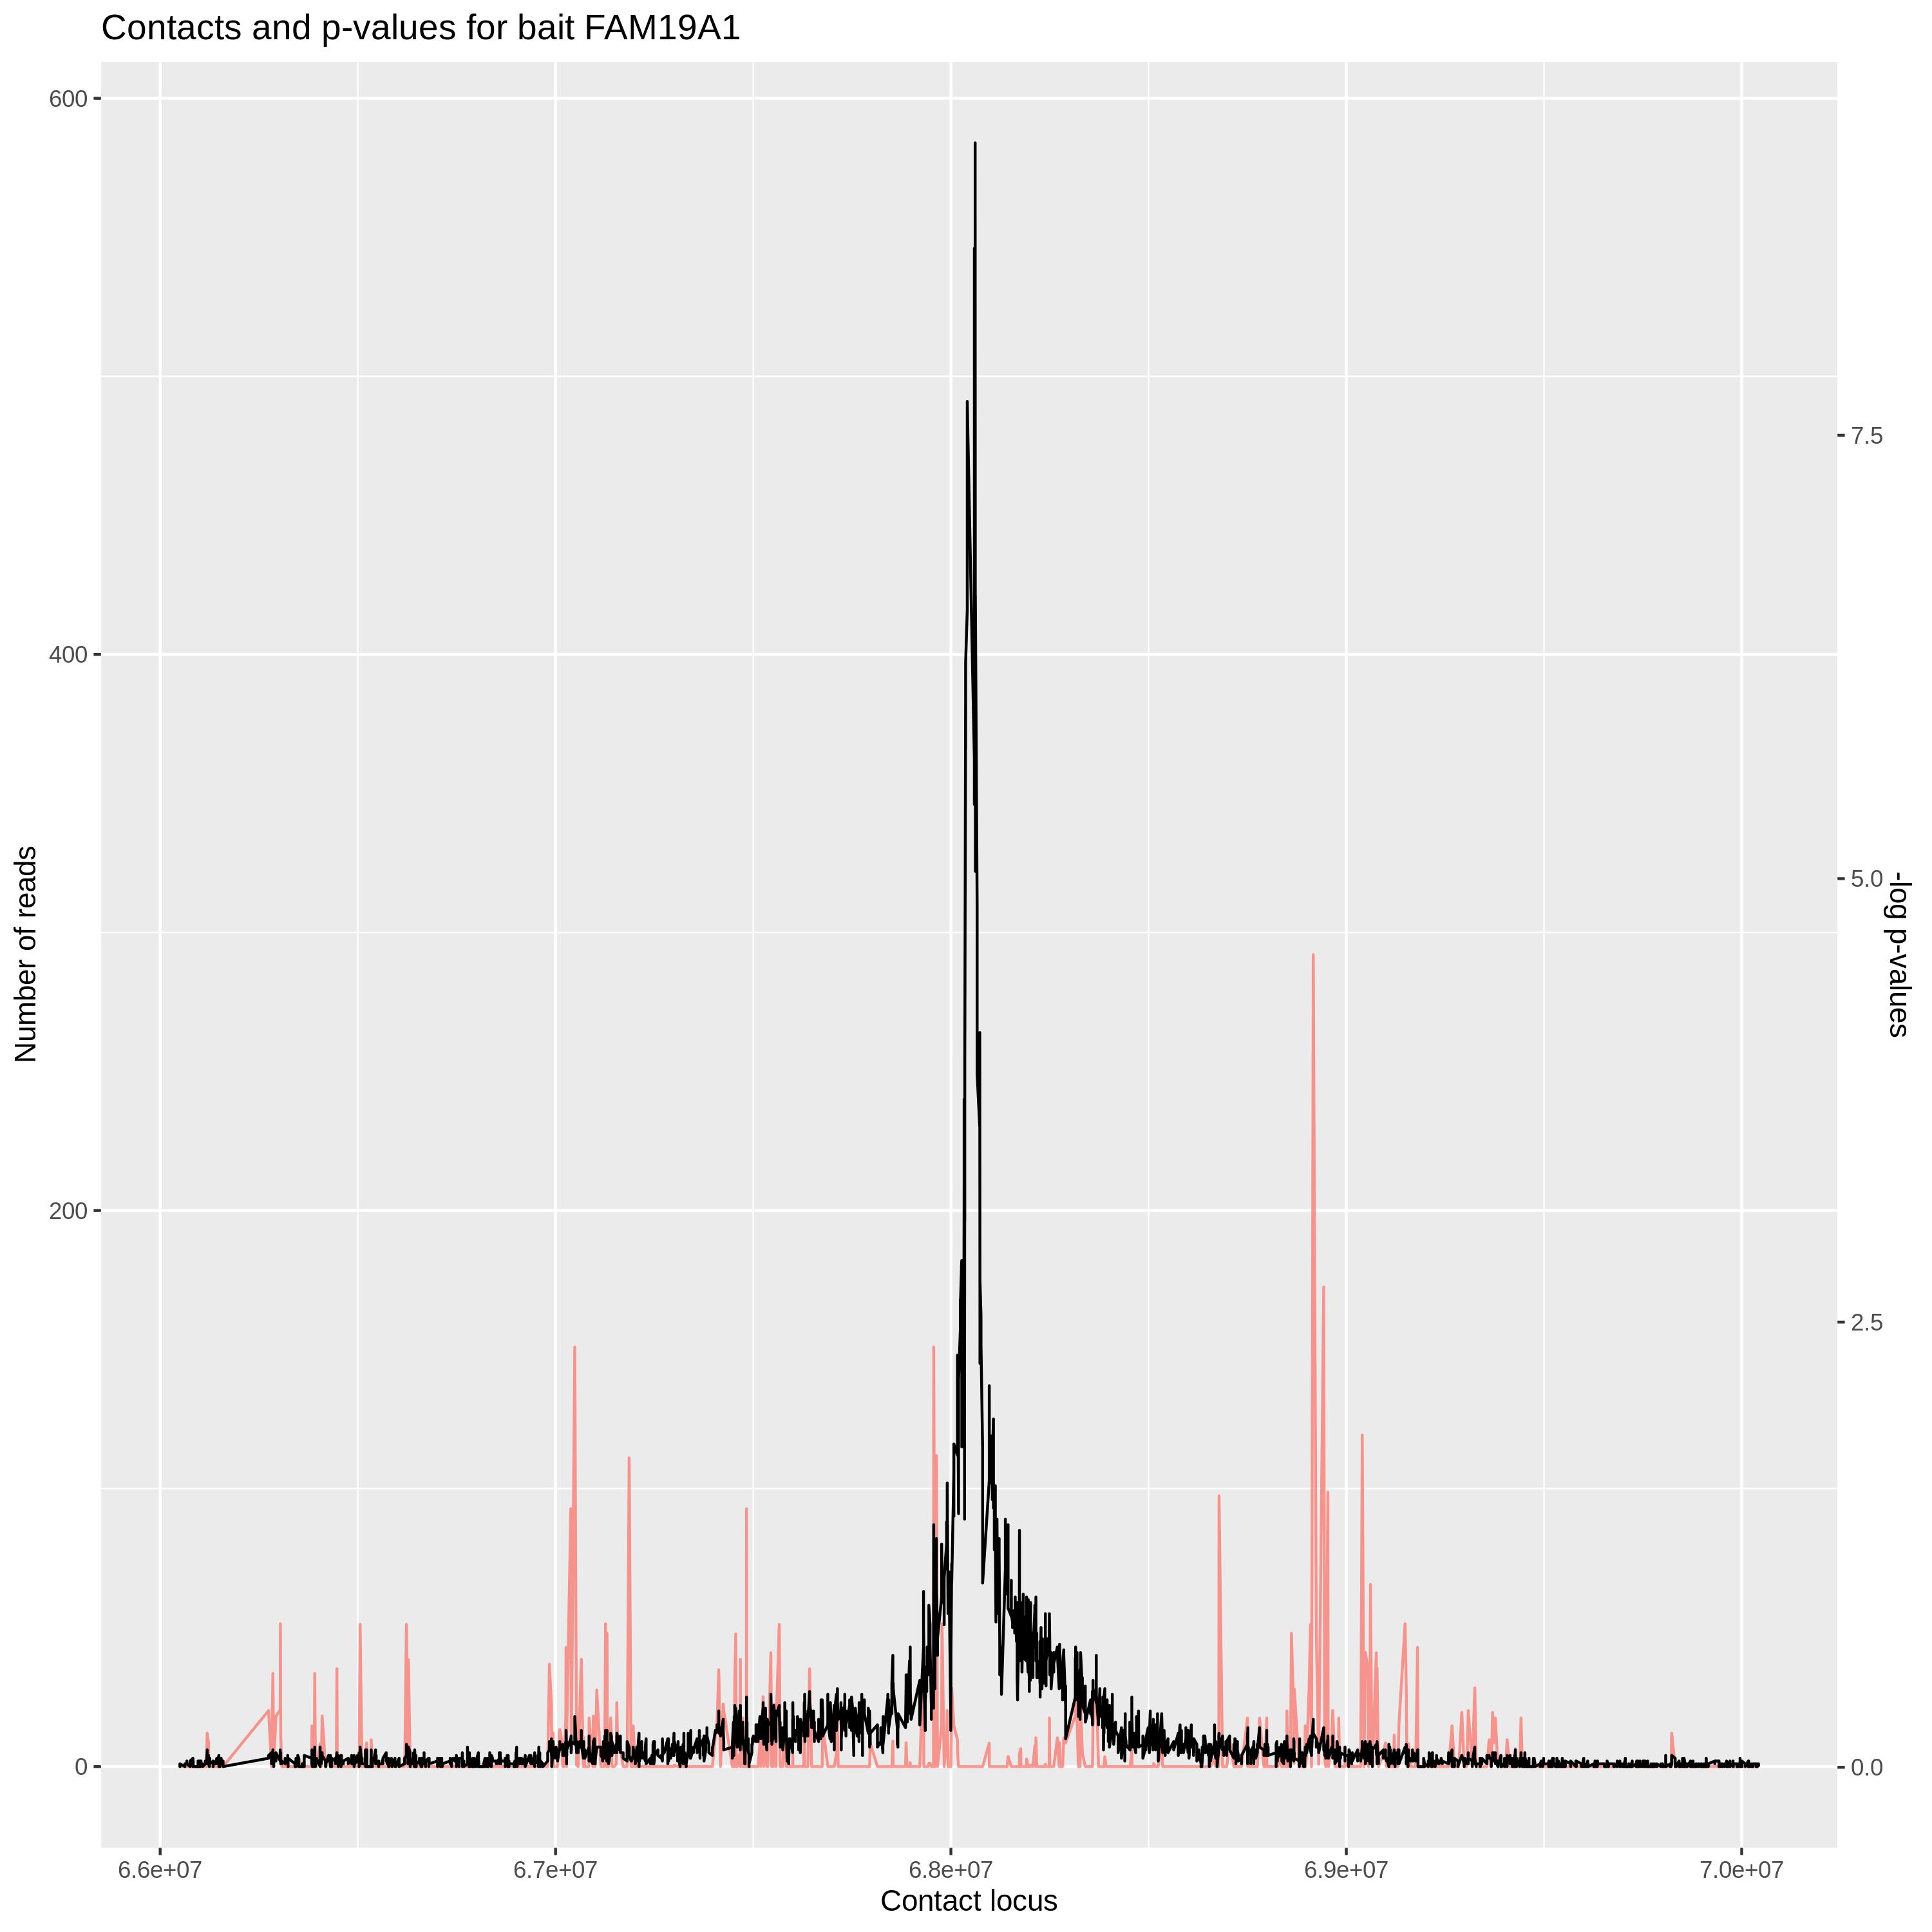 Contacts and p-values for bait FAM19A1
600
400
200
0
Number of reads
7.5
5.0
2.5
0.0
-log p-values
6.6e+07
6.7e+07
6.8e+07
6.9e+07
7.0e+07
Contact locus